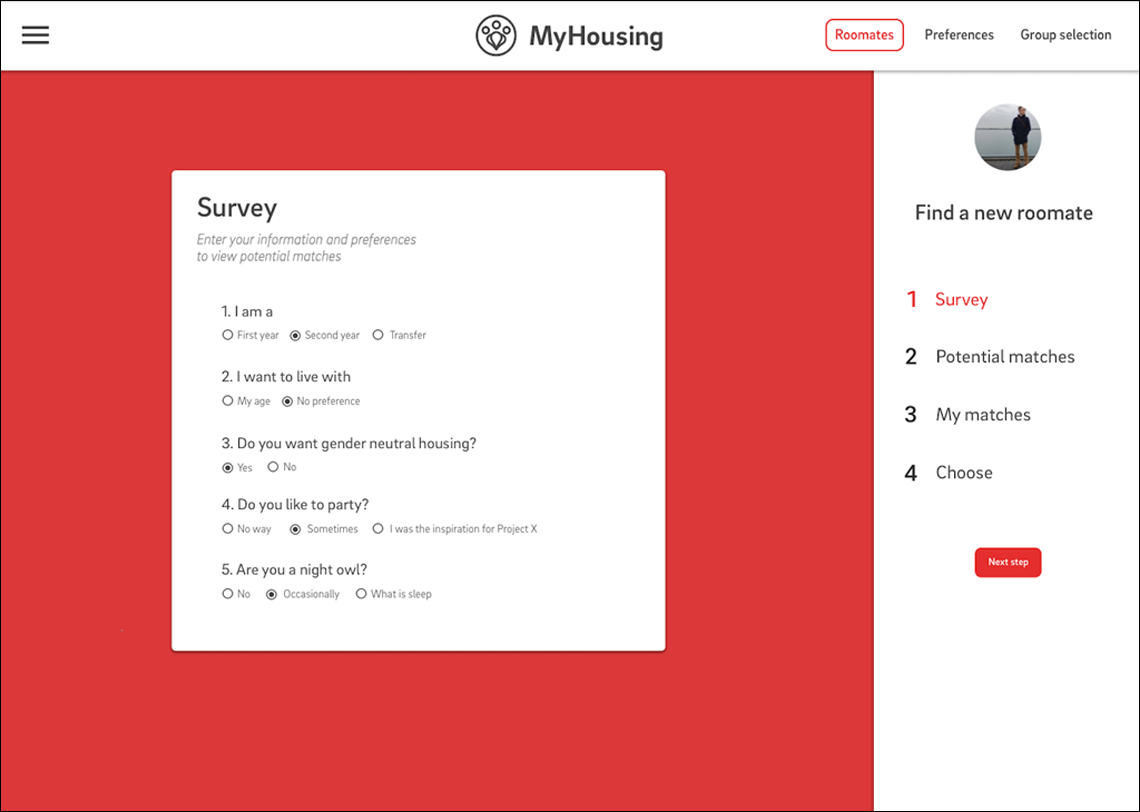 MyHousing
Roomates
Preferences
Group selection
Survey
Enter your information and preferences
to view potential matches
1. I am a
First year Second year Transfer
2. I want to live with
My age No preference
3. Do you want gender neutral housing?
Yes No
4. Do you like to party?
No way Sometimes I was the inspiration for Project X
5. Are you a night owl?
No Occasionally What is sleep
Find a new roomate
1 Survey
2 Potential matches
3 My matches
4 Choose
Next step